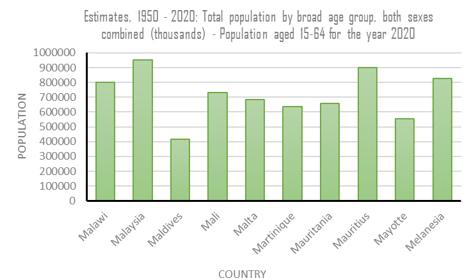 Estimates, 1950 - 2020: Total population by broad age group, both sexes
combined (thousands) - Population aged 15-64 for the year 2020
POPULATION
1000000
900000
800000
700000
600000
500000
400000
300000
200000
100000
0
Malawi
Malaysia
Maldives
Mali
Malta
Martinique
Mauritania
Mauritius
Mayotte
Melanesia
COUNTRY